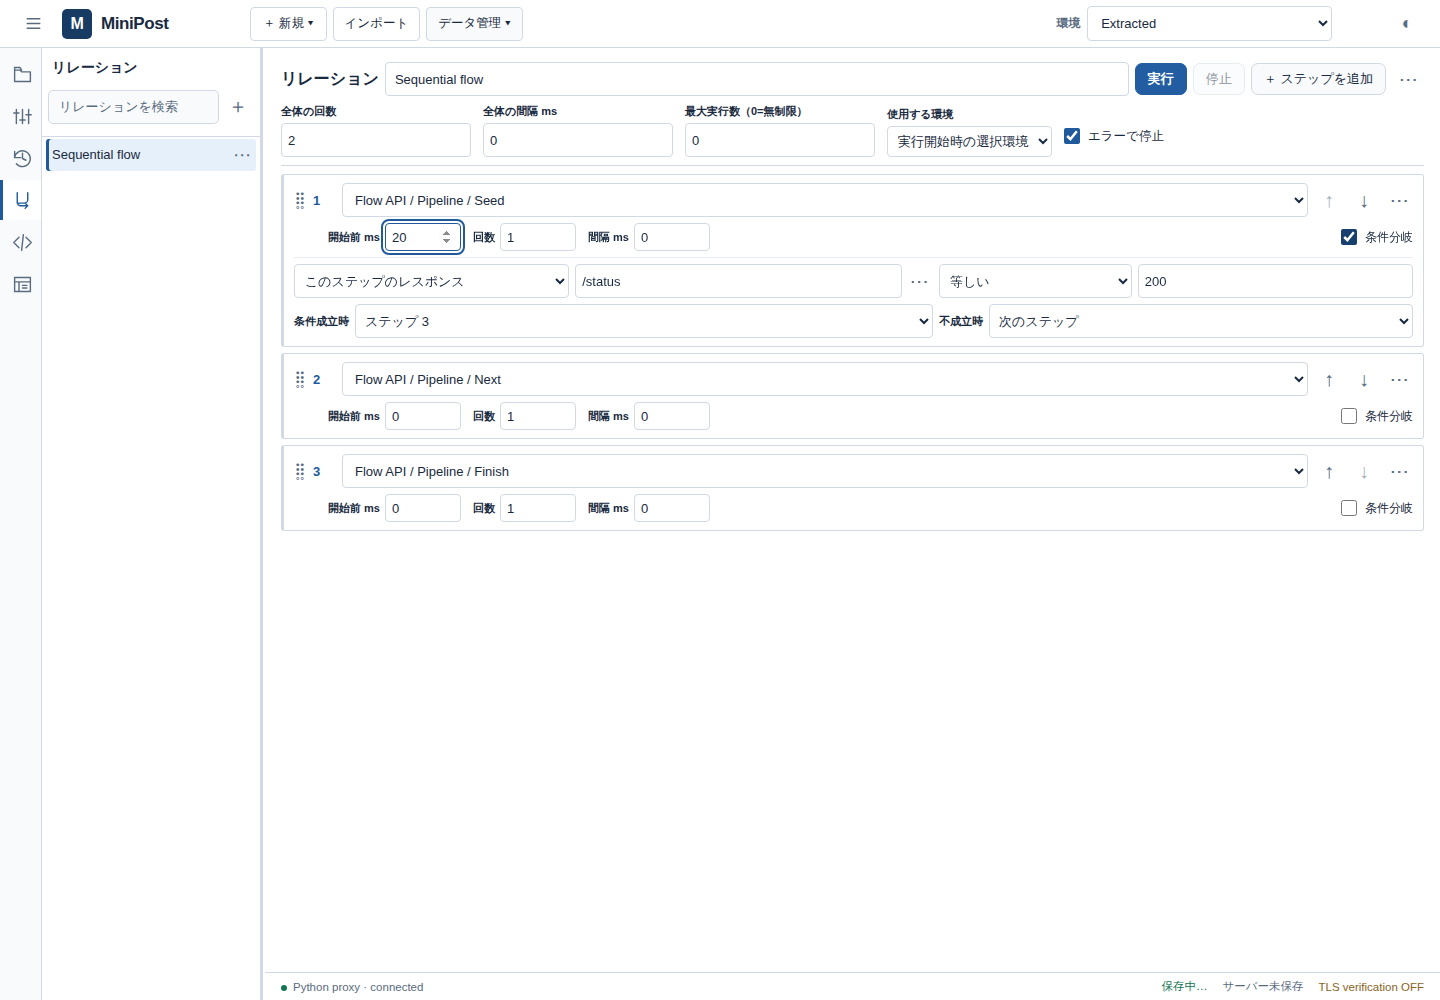 M MiniPost ＋ 新規 ▾ インポート データ管理 ▾ 環境 Extracted
リレーション
リレーションを検索 ＋
Sequential flow ···
リレーション Sequential flow 実行 停止 ＋ ステップを追加 ···
全体の回数 全体の間隔 ms 最大実行数（0=無制限） 使用する環境
2 0 0 実行開始時の選択環境 エラーで停止
1 Flow API / Pipeline / Seed ↑ ↓ ···
開始前 ms 20 回数 1 間隔 ms 0 条件分岐
このステップのレスポンス /status ··· 等しい 200
条件成立時 ステップ 3 不成立時 次のステップ
2 Flow API / Pipeline / Next ↑ ↓ ···
開始前 ms 0 回数 1 間隔 ms 0 条件分岐
3 Flow API / Pipeline / Finish ↑ ↓ ···
開始前 ms 0 回数 1 間隔 ms 0 条件分岐
Python proxy · connected 保存中… サーバー未保存 TLS verification OFF